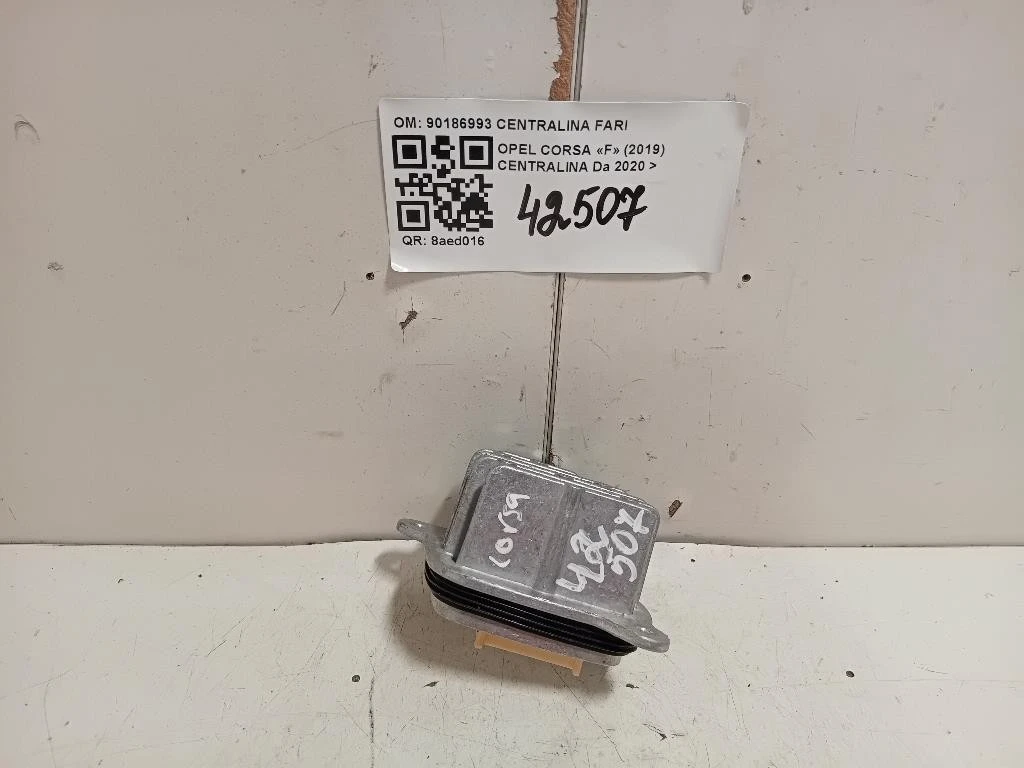 OM: 90186993 CENTRALINA FARI
OPEL CORSA «F» (2019)
CENTRALINA Da 2020 >
42507
QR: 8aed016
corsa
42
507